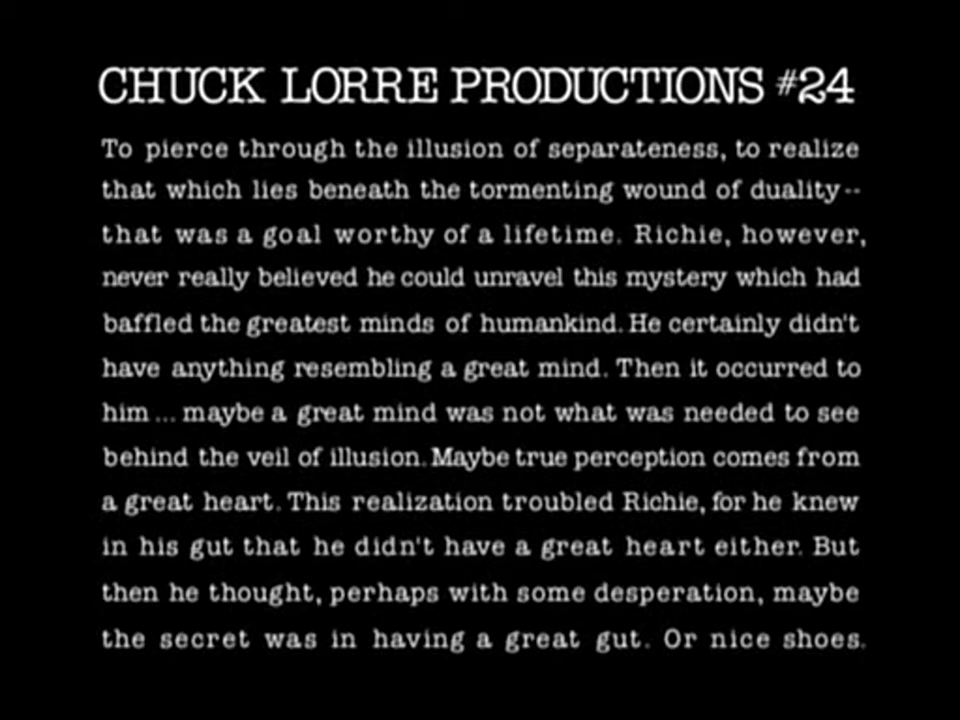 CHUCK LORRE PRODUCTIONS #24
To pierce through the illusion of separateness, to realize
that which lies beneath the tormenting wound of duality--
that was a goal worthy of a lifetime. Richie, however,
never really believed he could unravel this mystery which had
baffled the greatest minds of humankind. He certainly didn't
have anything resembling a great mind. Then it occurred to
him... maybe a great mind was not what was needed to see
behind the veil of illusion. Maybe true perception comes from
a great heart. This realization troubled Richie, for he knew
in his gut that he didn't have a great heart either. But
then he thought, perhaps with some desperation, maybe
the secret was in having a great gut. Or nice shoes.